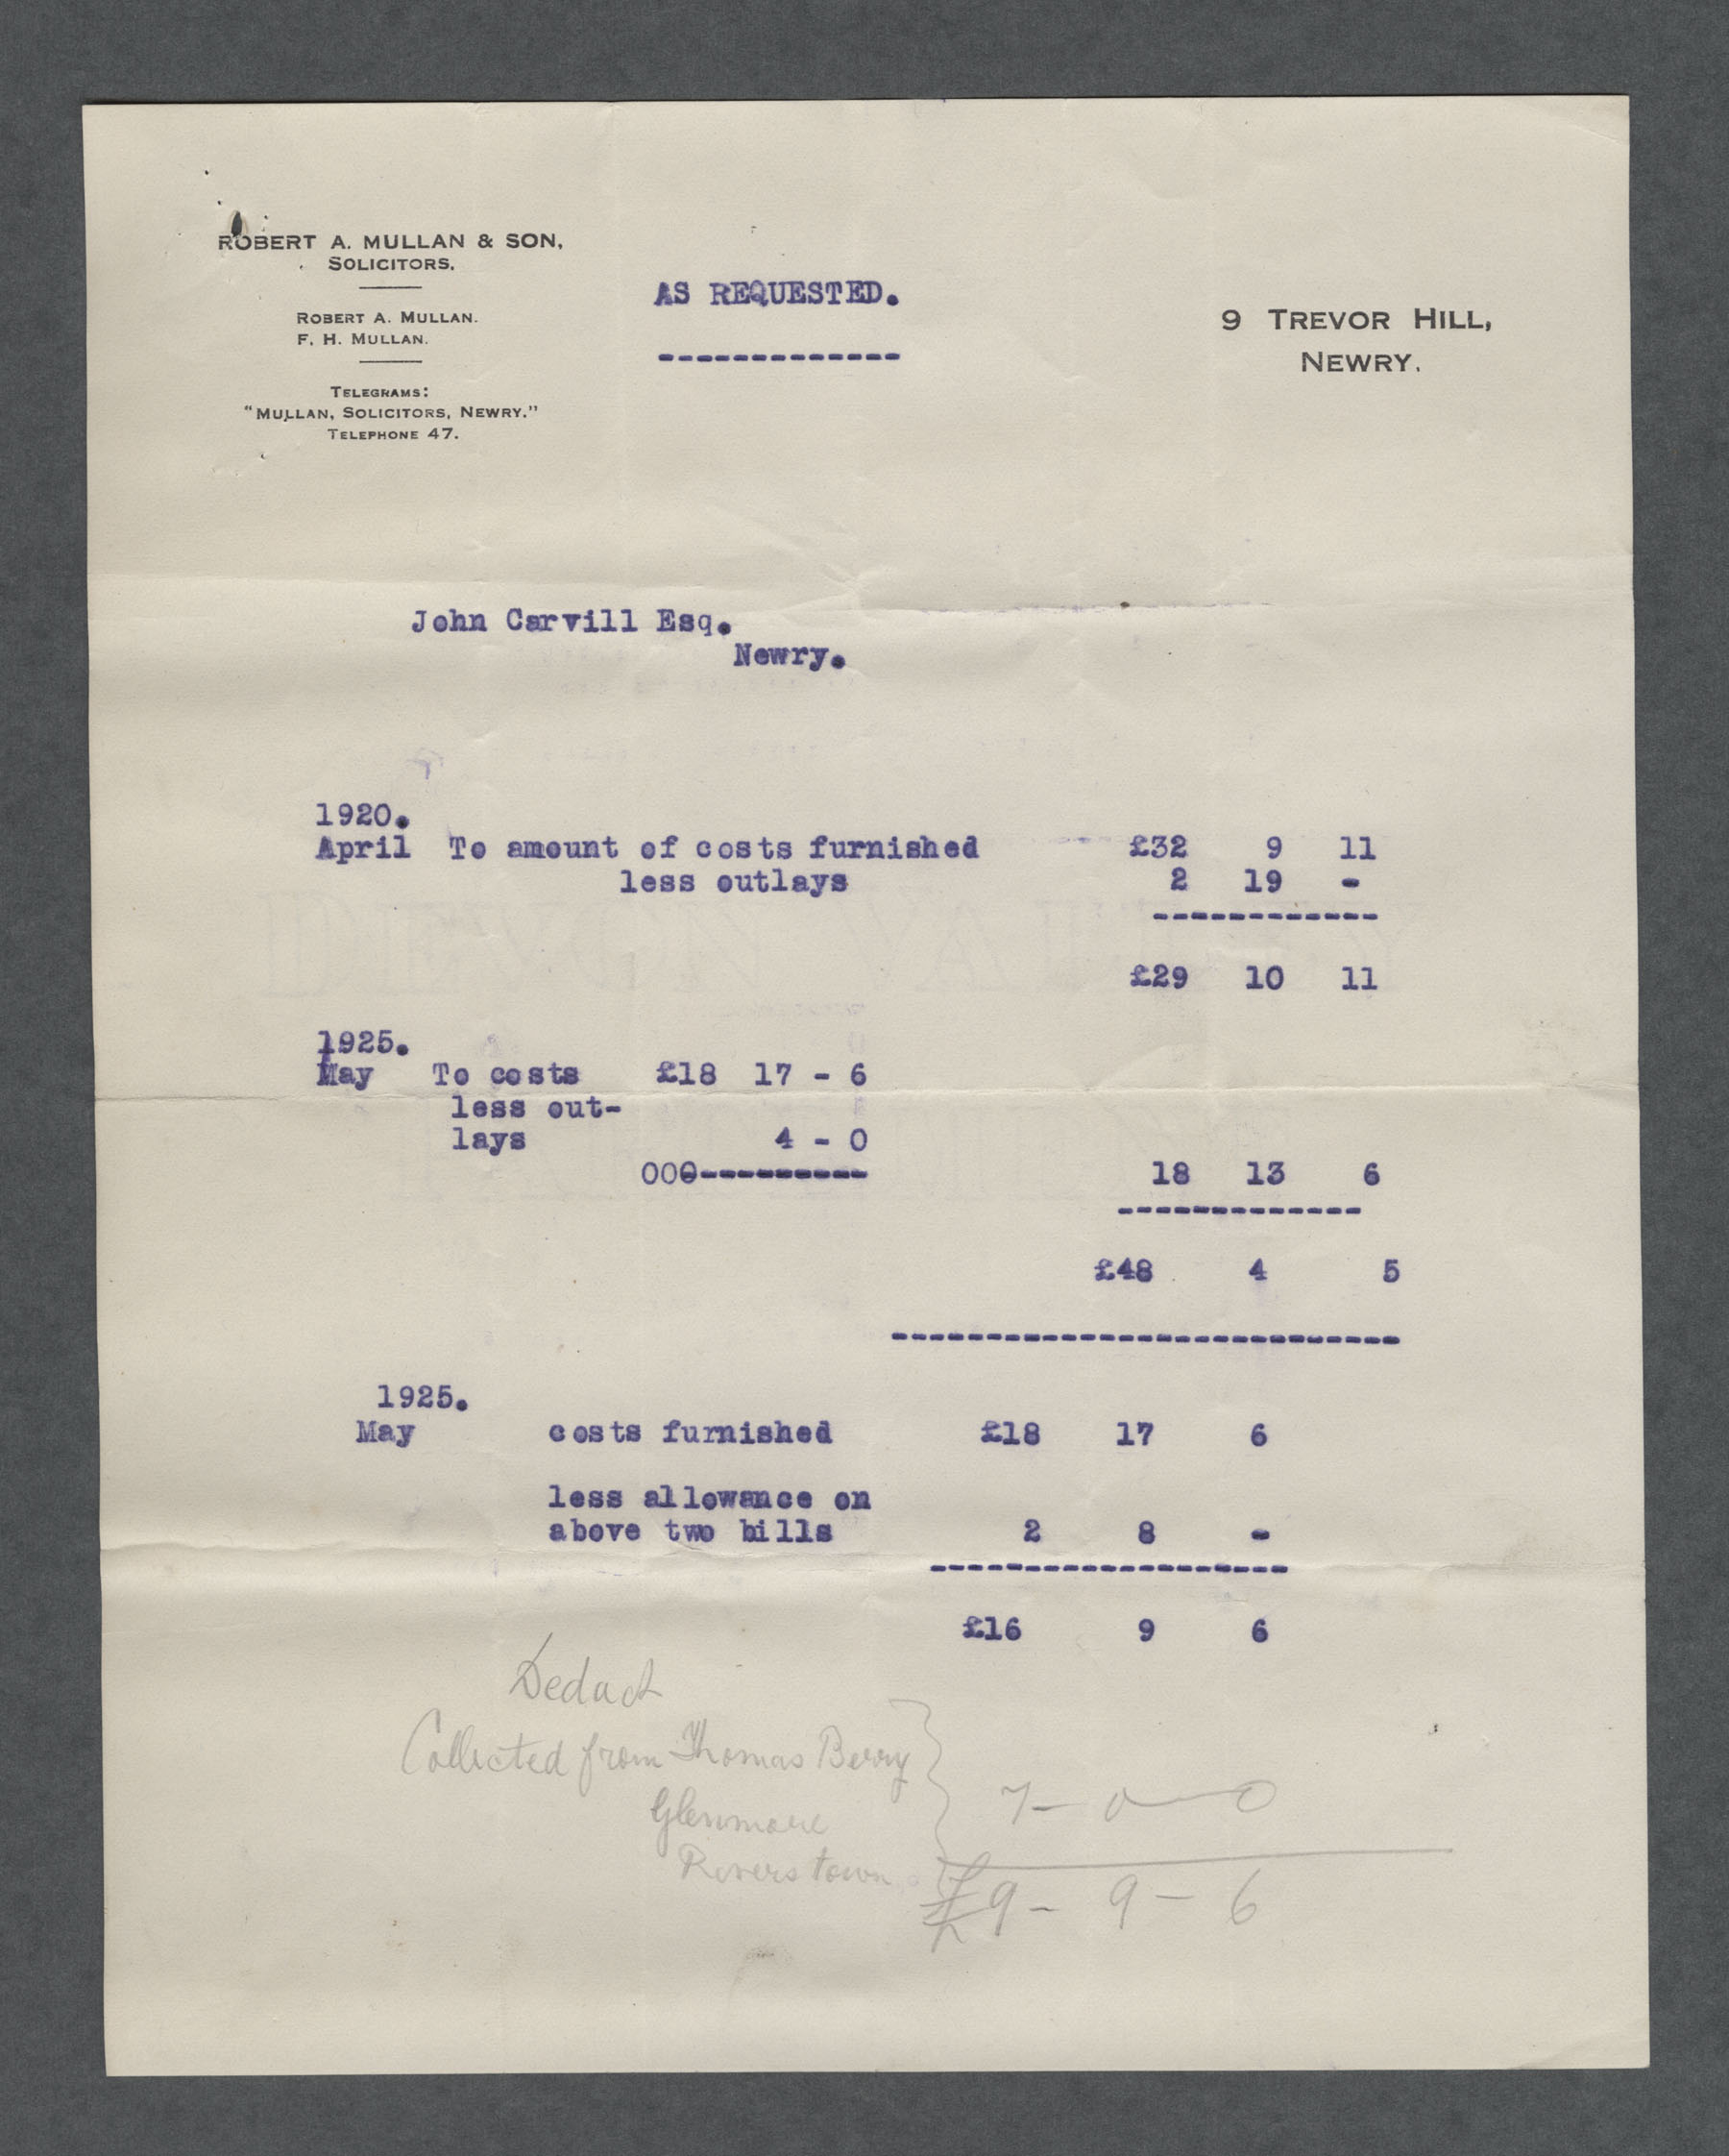 ROBERT A. MULLAN & SON,
SOLICITORS.
ROBERT A. MULLAN.
F. H. MULLAN.
TELEGRAMS:
"MULLAN, SOLICITORS, NEWRY."
TELEPHONE 47.
AS REQUESTED.
-------------
9 TREVOR HILL,
NEWRY.
John Carvill Esq.
Newry.
1920.
April To amount of costs furnished £32 9 11
less outlays 2 19 -
------------
£29 10 11
1925.
May To costs £18 17 - 6
less out-
lays 4 - 0
000--------- 18 13 6
-------------
£48 4 5
---------------------------
1925.
May costs furnished £18 17 6
less allowance on
above two bills 2 8 -
-------------------
£16 9 6
Deduct
Collected from Thomas Berry
Glenmore
Riverstown
7 - 0 - 0
£9 - 9 - 6